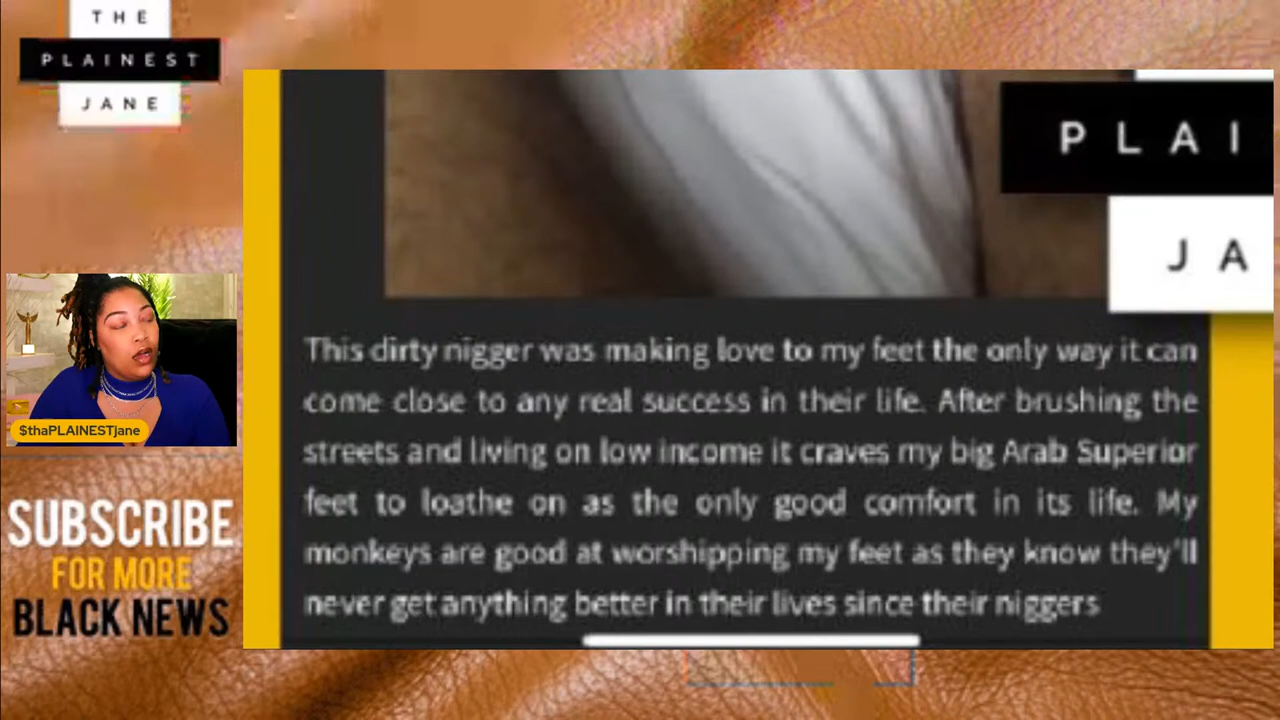 THE
PLAINEST
JANE
PLAI
JA
This dirty nigger was making love to my feet the only way it can
come close to any real success in their life. After brushing the
streets and living on low income it craves my big Arab Superior
feet to loathe on as the only good comfort in its life. My
monkeys are good at worshipping my feet as they know they'll
never get anything better in their lives since their niggers
$thaPLAINESTjane
SUBSCRIBE
FOR MORE
BLACK NEWS